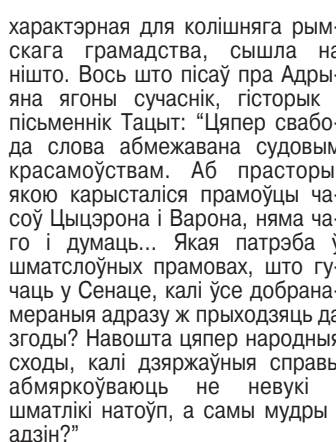 характэрная для колішняга рым-
скага грамадства, сышла на
нішто. Вось што пісаў пра Адры-
яна ягоны сучаснік, гісторык
пісьменнік Тацыт: “Цяпер свабо-
да слова абмежавана судовым
красамоўствам. Аб прасторы,
якою карысталіся прамоўцы ча-
соў Цыцэрона і Варона, няма ча-
го і думаць... Якая патрэба ў
шматслоўных прамовах, што гу-
чаць у Сенаце, калі ўсе добрана-
мераныя адразу ж прыходзяць да
згоды? Навошта цяпер народныя
сходы, калі дзяржаўныя справы
абмяркоўваюць не невукі
шматлікі натоўп, а самы мудры
адзін?”